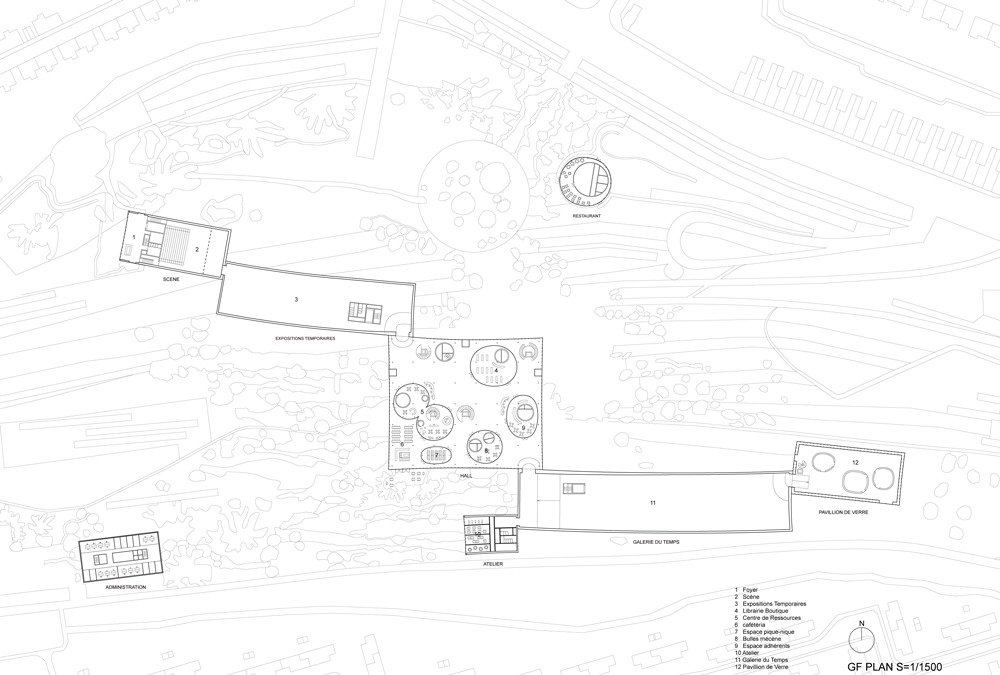 RESTAURANT
1
2
SCENE
3
EXPOSITIONS TEMPORAIRES
4
5
6
7
8
9
HALL
12
PAVILLION DE VERRE
11
GALERIE DU TEMPS
ATELIER
ADMINISTRATION
1 Foyer
2 Scène
3 Expositions Temporaires
4 Librairie Boutique
5 Centre de Ressources
6 cafétéria
7 Espace pique-nique
8 Bulles mécène
9 Espace adhérents
10 Atelier
11 Galerie du Temps
12 Pavillon de Verre
N
GF PLAN S=1/1500